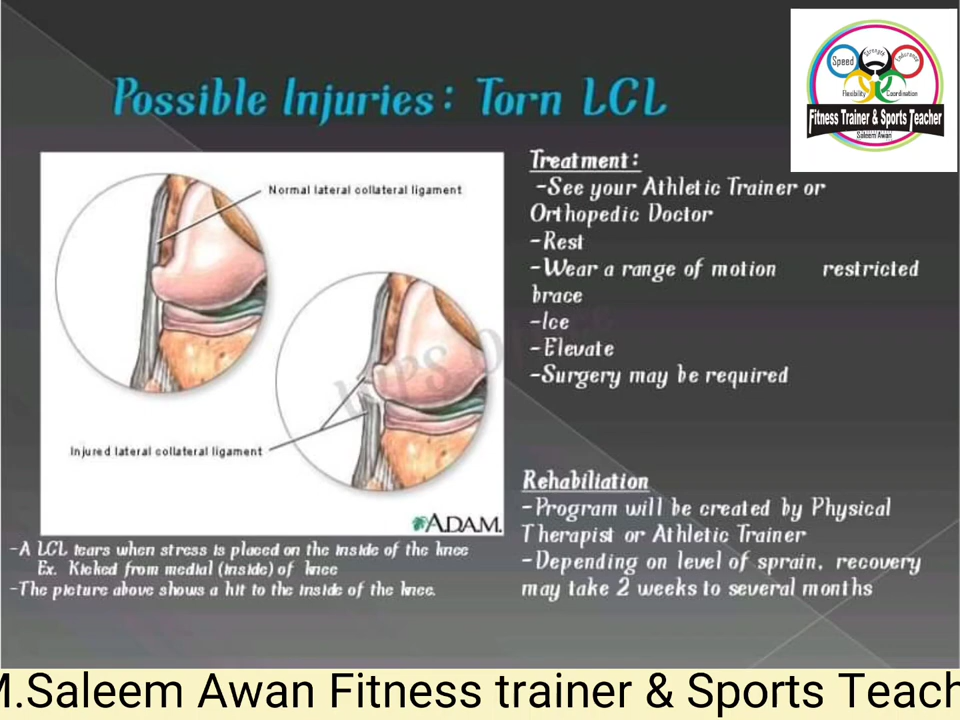 Possible Injuries: Torn LCL
Speed
Strength
Endurance
Flexibility
Coordination
Fitness Trainer & Sports Teacher
Saleem Awan
Normal lateral collateral ligament
Injured lateral collateral ligament
ADAM.
-A LCL tears when stress is placed on the inside of the knee
Ex. Kicked from medial (inside) of knee
-The picture above shows a hit to the inside of the knee.
Treatment:
-See your Athletic Trainer or
Orthopedic Doctor
-Rest
-Wear a range of motion restricted
brace
-Ice
-Elevate
-Surgery may be required
Rehabiliation
-Program will be created by Physical
Therapist or Athletic Trainer
-Depending on level of sprain, recovery
may take 2 weeks to several months
M.Saleem Awan Fitness trainer & Sports Teach